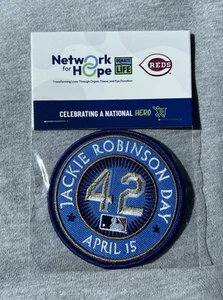 Network
for
Hope
DONATE
LIFE
REDS
Transforming Lives Through Organ, Tissue, and Eye Donation
CELEBRATING A NATIONAL HERO
JACKIE ROBINSON DAY
42
APRIL 15